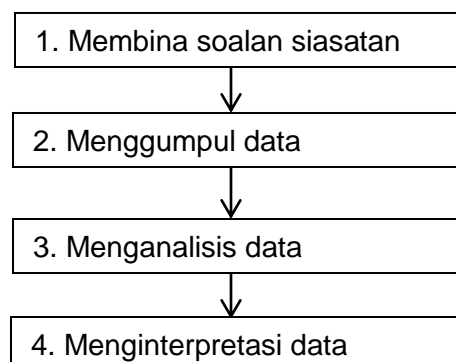 1. Membina soalan siasatan
2. Menggumpul data
3. Menganalisis data
4. Menginterpretasi data